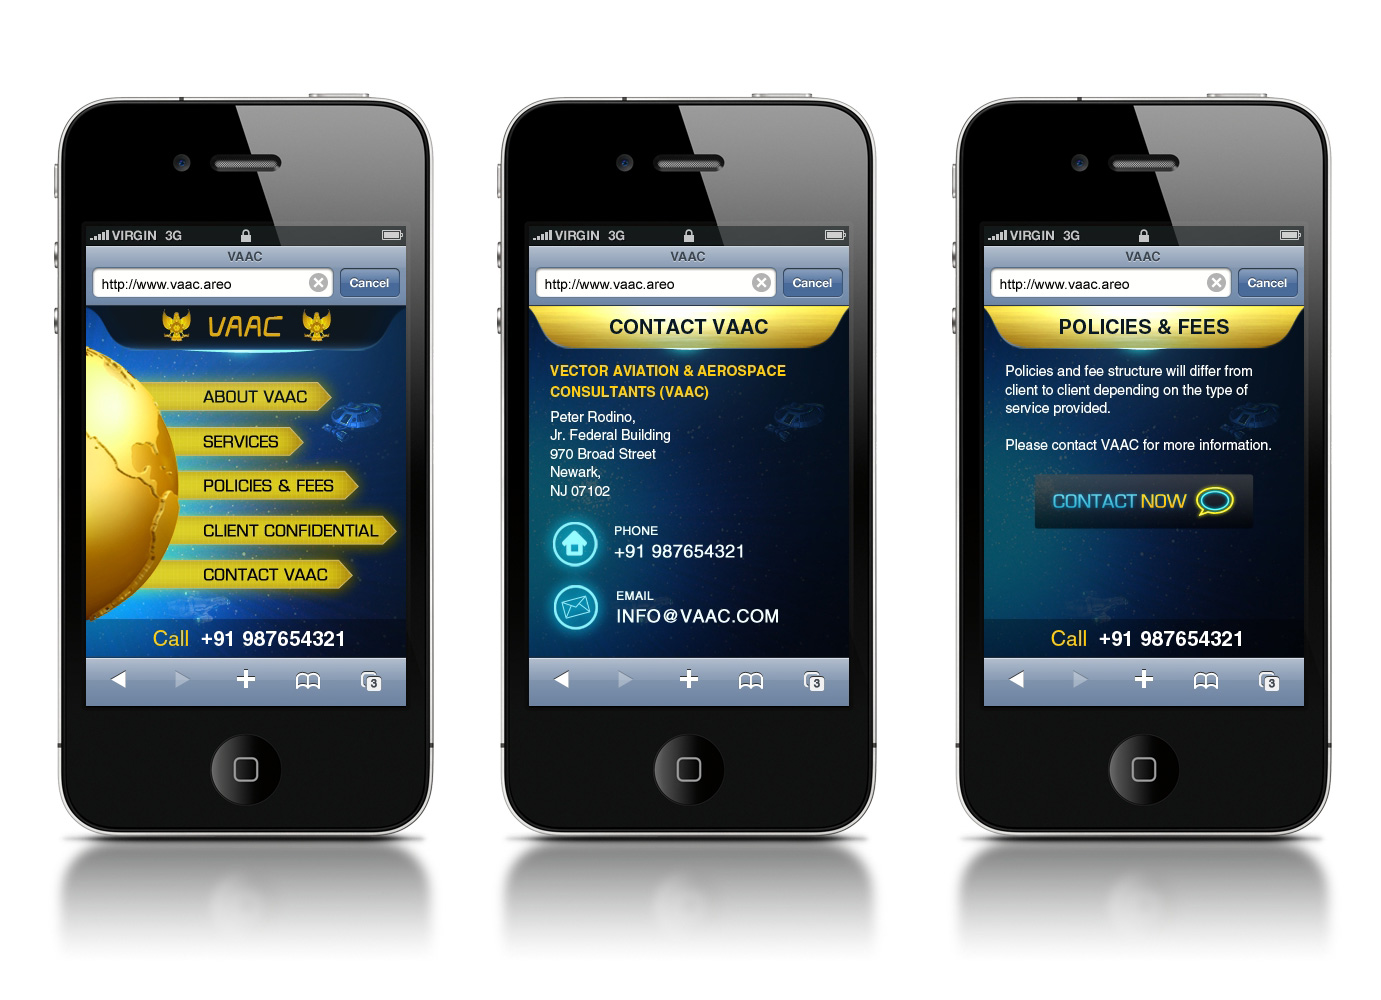 VIRGIN 3G
VAAC
http://www.vaac.areo
Cancel
VAAC
ABOUT VAAC
SERVICES
POLICIES & FEES
CLIENT CONFIDENTIAL
CONTACT VAAC
Call +91 987654321
3
VIRGIN 3G
VAAC
http://www.vaac.areo
Cancel
CONTACT VAAC
VECTOR AVIATION & AEROSPACE
CONSULTANTS (VAAC)
Peter Rodino,
Jr. Federal Building
970 Broad Street
Newark,
NJ 07102
PHONE
+91 987654321
EMAIL
INFO@VAAC.COM
3
VIRGIN 3G
VAAC
http://www.vaac.areo
Cancel
POLICIES & FEES
Policies and fee structure will differ from
client to client depending on the type of
service provided.
Please contact VAAC for more information.
CONTACT NOW
Call +91 987654321
3